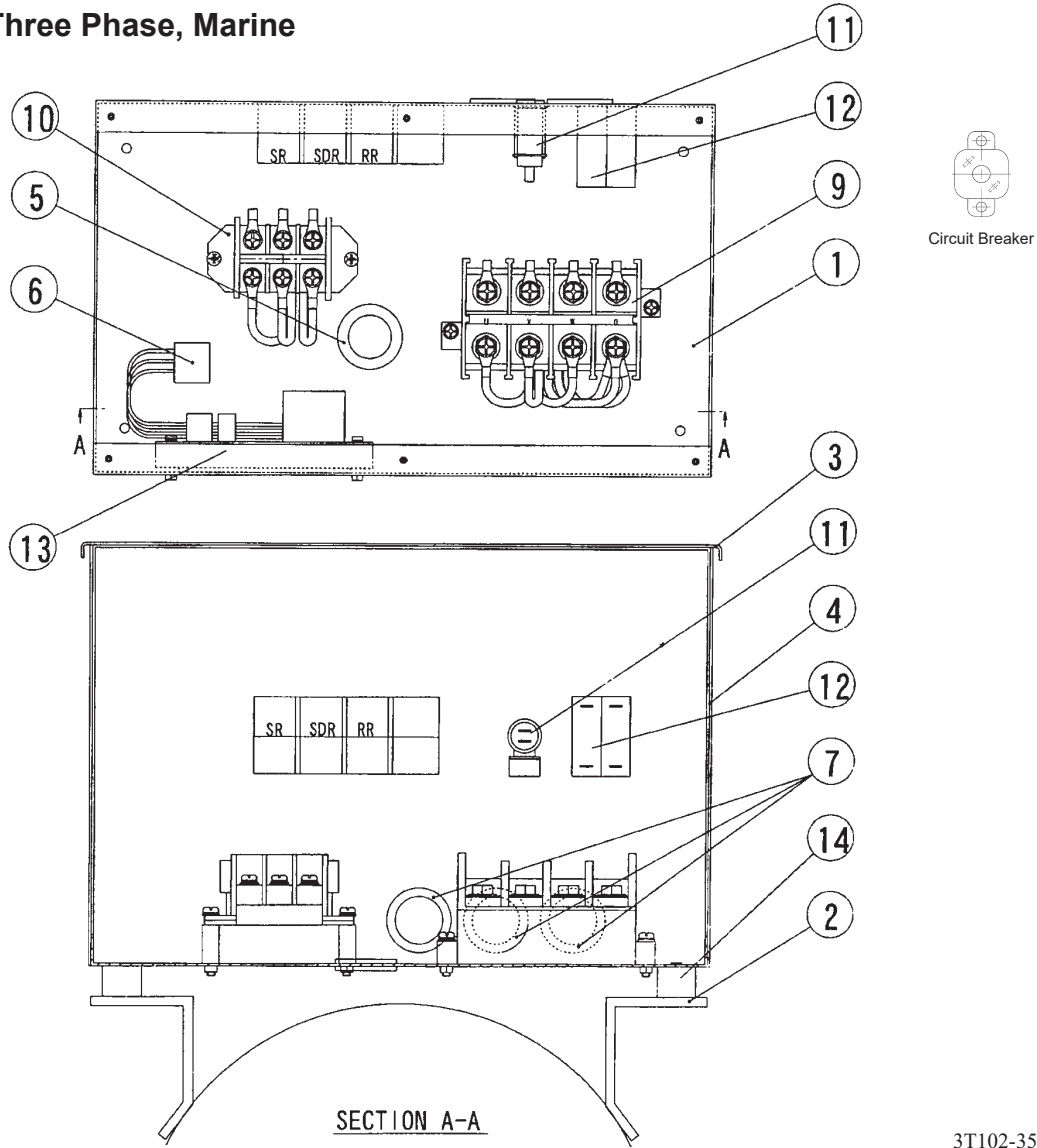 Three Phase, Marine
11
10
12
SR SDR RR
5
9
Circuit Breaker
1
6
U V W O
A A
3
13
11
4
12
SR SDR RR
7
14
2
SECTION A-A
3T102-35